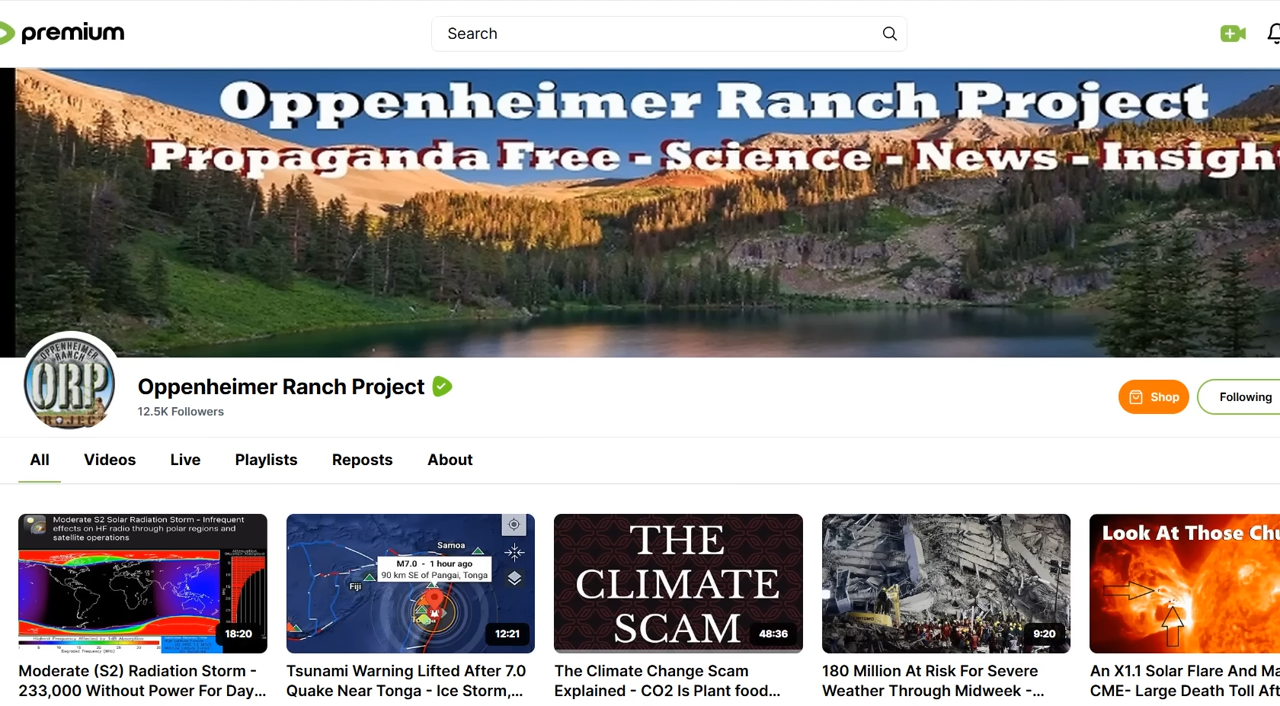 premium
Search
Oppenheimer Ranch Project
Propaganda Free - Science - News - Insigh
OPPENHEIMER
RANCH
ORP
PROJECT
Oppenheimer Ranch Project
12.5K Followers
Shop
Following
All
Videos
Live
Playlists
Reposts
About
Moderate S2 Solar Radiation Storm - Infrequent
effects on HF radio through polar regions and
satellite operations
18:20
Moderate (S2) Radiation Storm -
233,000 Without Power For Day...
Samoa
M7.0 - 1 hour ago
90 km SE of Pangai, Tonga
Fiji
12:21
Tsunami Warning Lifted After 7.0
Quake Near Tonga - Ice Storm,...
THE
CLIMATE
SCAM
48:36
The Climate Change Scam
Explained - CO2 Is Plant food...
9:20
180 Million At Risk For Severe
Weather Through Midweek -...
Look At Those Chu
An X1.1 Solar Flare And Ma
CME- Large Death Toll Aft